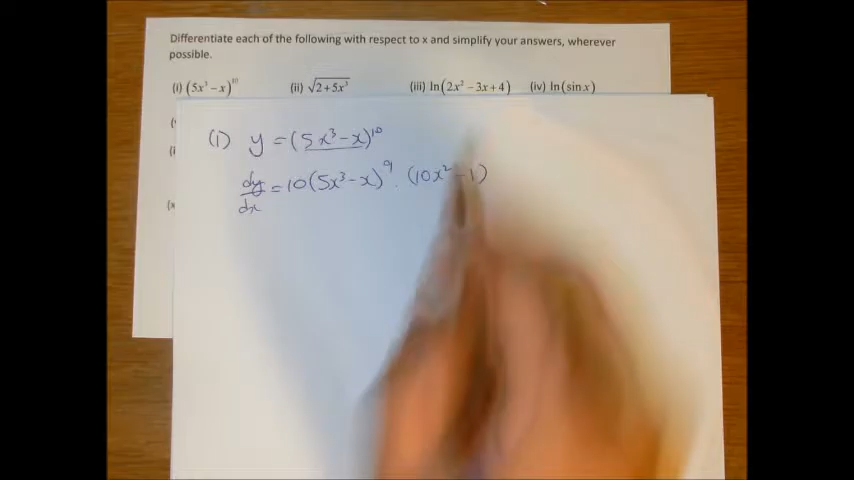 Differentiate each of the following with respect to x and simplify your answers, wherever
possible.
(i) (5x³ − x)¹⁰ (ii) √(2+5x³) (iii) ln(2x² − 3x + 4) (iv) ln(sin x)
(i) y = (5x³ − x)¹⁰
dy/dx = 10(5x³ − x)⁹ . (10x² − 1)